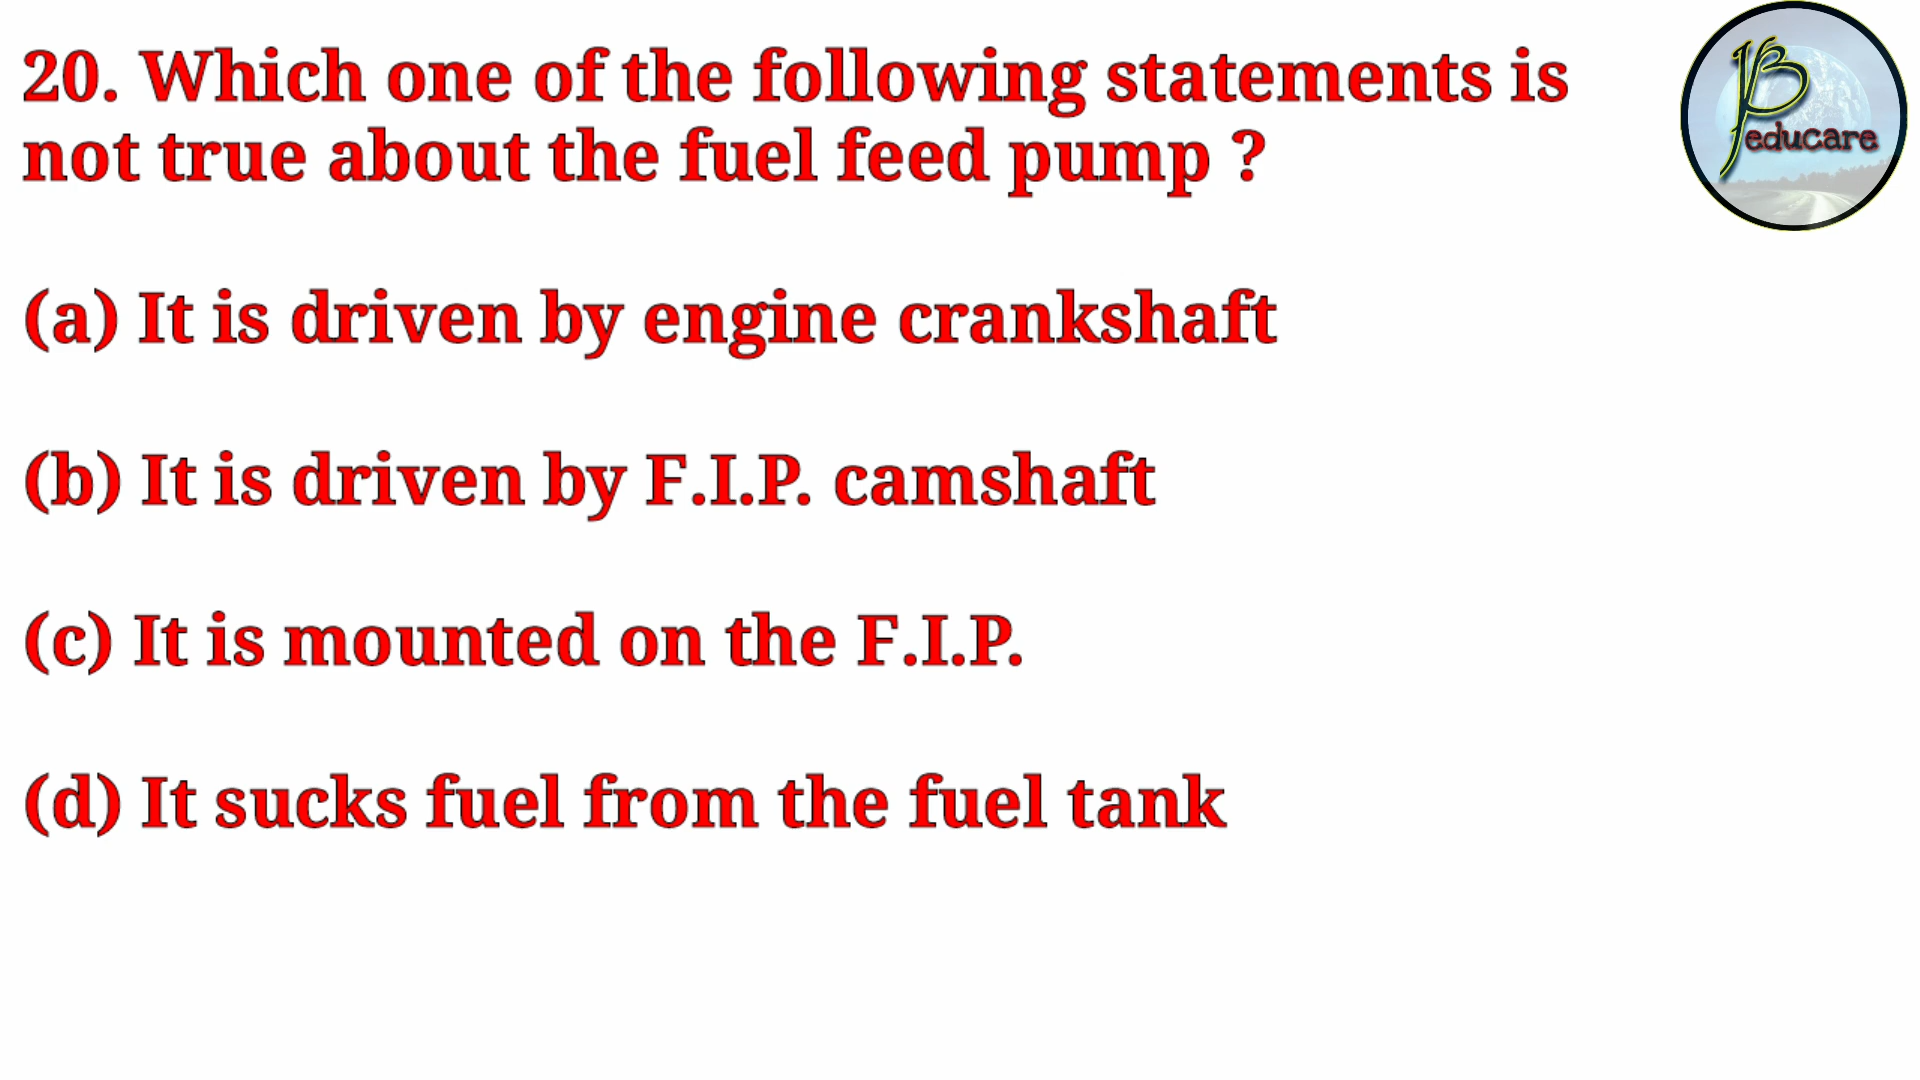 20. Which one of the following statements is
not true about the fuel feed pump ?
(a) It is driven by engine crankshaft
(b) It is driven by F.I.P. camshaft
(c) It is mounted on the F.I.P.
(d) It sucks fuel from the fuel tank
educare